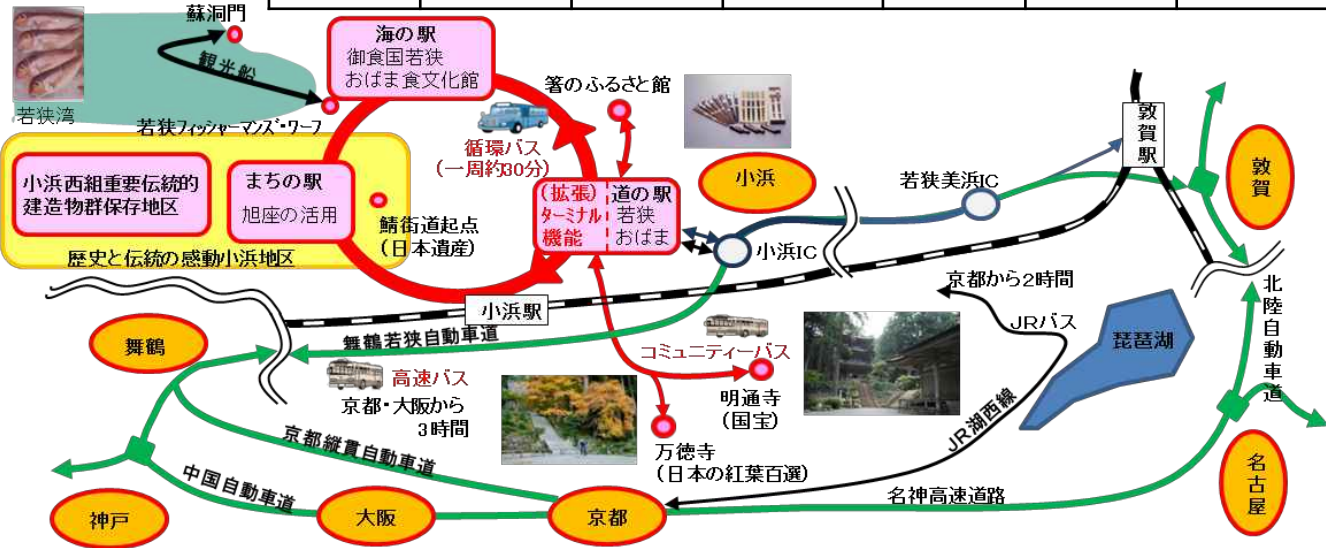 蘇洞門
観光船
若狭湾
若狭フィッシャーマンズ・ワーフ
海の駅
御食国若狭
おばま食文化館
箸のふるさと館
循環バス
(一周約30分)
小浜西組重要伝統的
建造物群保存地区
まちの駅
旭座の活用
鯖街道起点
(日本遺産)
歴史と伝統の感動小浜地区
(拡張)
ターミナル
機能
道の駅
若狭
おばま
小浜
小浜IC
若狭美浜IC
敦賀駅
敦賀
小浜駅
舞鶴若狭自動車道
舞鶴
高速バス
京都・大阪から
3時間
コミュニティーバス
明通寺
(国宝)
万徳寺
(日本の紅葉百選)
京都から2時間
JRバス
琵琶湖
JR湖西線
北陸自動車道
京都縦貫自動車道
中国自動車道
名神高速道路
神戸
大阪
京都
名古屋